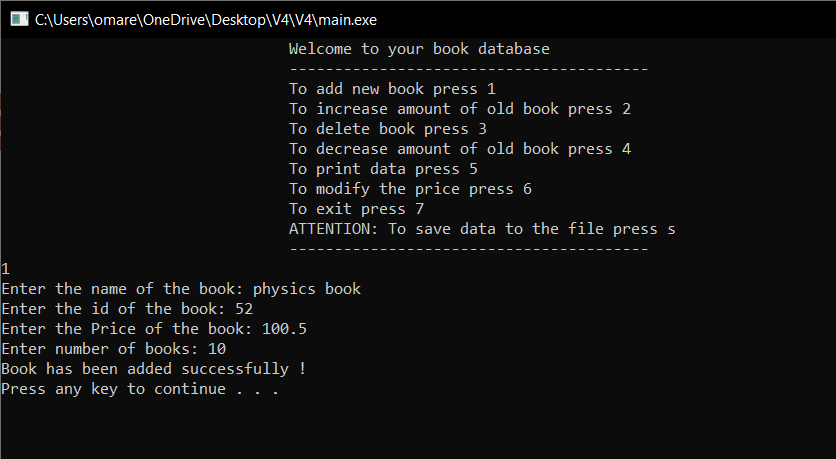 C:\Users\omare\OneDrive\Desktop\V4\V4\main.exe
Welcome to your book database
----------------------------------------
To add new book press 1
To increase amount of old book press 2
To delete book press 3
To decrease amount of old book press 4
To print data press 5
To modify the price press 6
To exit press 7
ATTENTION: To save data to the file press s
----------------------------------------
1
Enter the name of the book: physics book
Enter the id of the book: 52
Enter the Price of the book: 100.5
Enter number of books: 10
Book has been added successfully !
Press any key to continue . . .